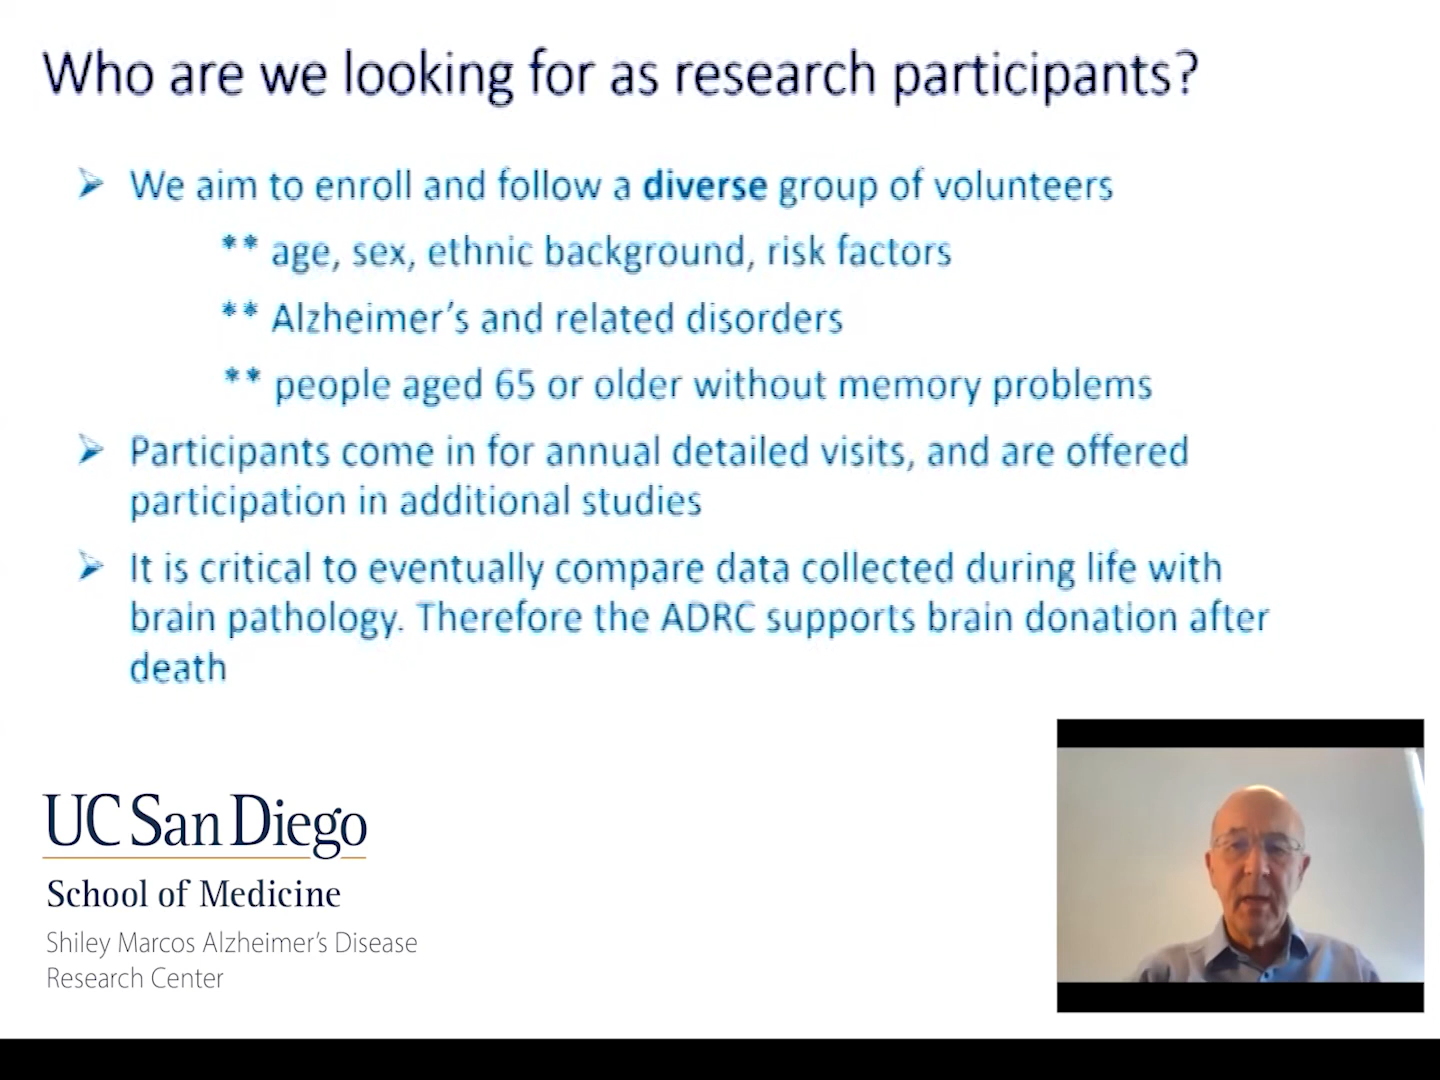 Who are we looking for as research participants?
➢ We aim to enroll and follow a diverse group of volunteers
** age, sex, ethnic background, risk factors
** Alzheimer’s and related disorders
** people aged 65 or older without memory problems
➢ Participants come in for annual detailed visits, and are offered
participation in additional studies
➢ It is critical to eventually compare data collected during life with
brain pathology. Therefore the ADRC supports brain donation after
death
UC San Diego
School of Medicine
Shiley Marcos Alzheimer’s Disease
Research Center